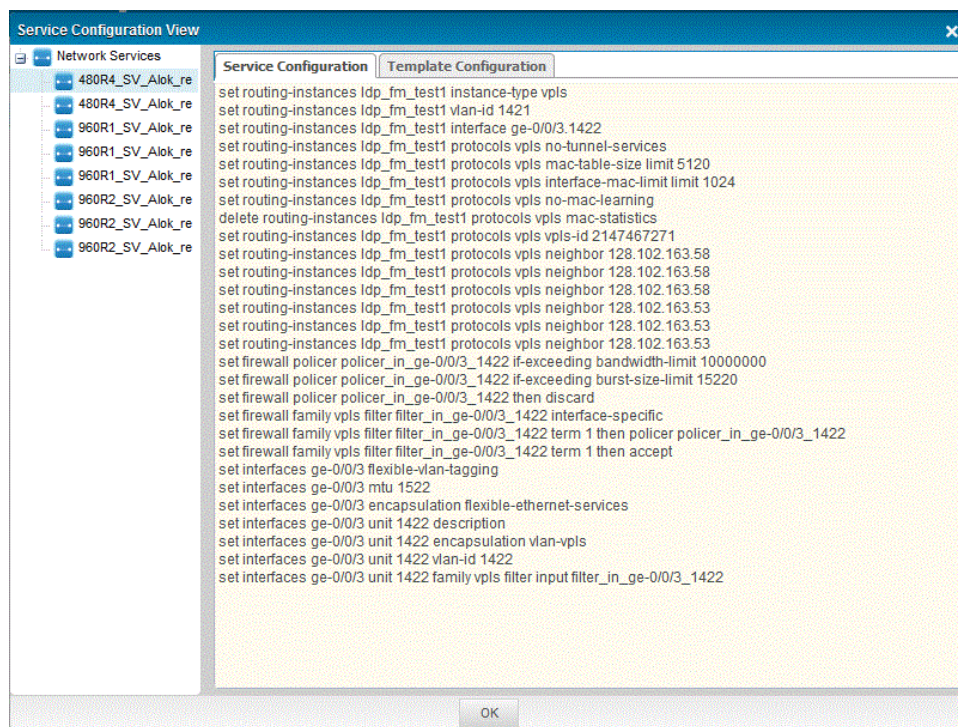 Service Configuration View
Network Services
480R4_SV_Alok_re
480R4_SV_Alok_re
960R1_SV_Alok_re
960R1_SV_Alok_re
960R1_SV_Alok_re
960R2_SV_Alok_re
960R2_SV_Alok_re
960R2_SV_Alok_re
Service Configuration
Template Configuration
set routing-instances ldp_fm_test1 instance-type vpls
set routing-instances ldp_fm_test1 vlan-id 1421
set routing-instances ldp_fm_test1 interface ge-0/0/3.1422
set routing-instances ldp_fm_test1 protocols vpls no-tunnel-services
set routing-instances ldp_fm_test1 protocols vpls mac-table-size limit 5120
set routing-instances ldp_fm_test1 protocols vpls interface-mac-limit limit 1024
set routing-instances ldp_fm_test1 protocols vpls no-mac-learning
delete routing-instances ldp_fm_test1 protocols vpls mac-statistics
set routing-instances ldp_fm_test1 protocols vpls vpls-id 2147467271
set routing-instances ldp_fm_test1 protocols vpls neighbor 128.102.163.58
set routing-instances ldp_fm_test1 protocols vpls neighbor 128.102.163.58
set routing-instances ldp_fm_test1 protocols vpls neighbor 128.102.163.58
set routing-instances ldp_fm_test1 protocols vpls neighbor 128.102.163.53
set routing-instances ldp_fm_test1 protocols vpls neighbor 128.102.163.53
set routing-instances ldp_fm_test1 protocols vpls neighbor 128.102.163.53
set firewall policer policer_in_ge-0/0/3_1422 if-exceeding bandwidth-limit 10000000
set firewall policer policer_in_ge-0/0/3_1422 if-exceeding burst-size-limit 15220
set firewall policer policer_in_ge-0/0/3_1422 then discard
set firewall family vpls filter filter_in_ge-0/0/3_1422 interface-specific
set firewall family vpls filter filter_in_ge-0/0/3_1422 term 1 then policer policer_in_ge-0/0/3_1422
set firewall family vpls filter filter_in_ge-0/0/3_1422 term 1 then accept
set interfaces ge-0/0/3 flexible-vlan-tagging
set interfaces ge-0/0/3 mtu 1522
set interfaces ge-0/0/3 encapsulation flexible-ethernet-services
set interfaces ge-0/0/3 unit 1422 description
set interfaces ge-0/0/3 unit 1422 encapsulation vlan-vpls
set interfaces ge-0/0/3 unit 1422 vlan-id 1422
set interfaces ge-0/0/3 unit 1422 family vpls filter input filter_in_ge-0/0/3_1422
OK